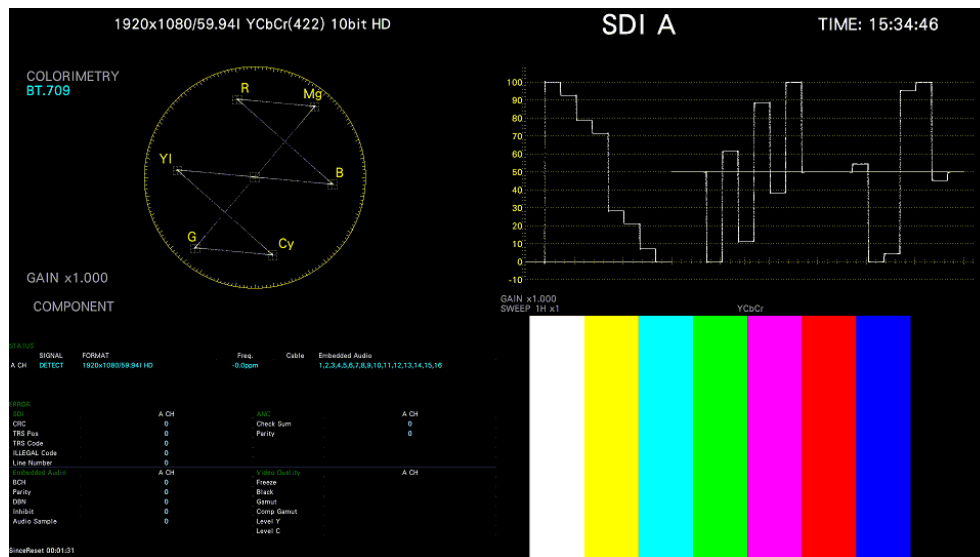 1920x1080/59.94I YCbCr(422) 10bit HD
SDI A
TIME: 15:34:46
COLORIMETRY
BT.709
R
Mg
Yl
B
G
Cy
GAIN x1.000
COMPONENT
100
90
80
70
60
50
40
30
20
10
0
-10
GAIN x1.000
SWEEP 1H x1
YCbCr
STATUS
SIGNAL FORMAT Freq. Cable Embedded Audio
A CH DETECT 1920x1080/59.94I HD -0.0ppm 1,2,3,4,5,6,7,8,9,10,11,12,13,14,15,16
ERROR
SDI A CH ANC A CH
CRC 0 Check Sum 0
TRS Pos 0 Parity 0
TRS Code 0
ILLEGAL Code 0
Line Number 0
Embedded Audio A CH Video Quality A CH
BCH 0 Freeze
Parity 0 Black
DBN 0 Gamut
Inhibit 0 Comp Gamut
Audio Sample 0 Level Y
Level C
SinceReset 00:01:31